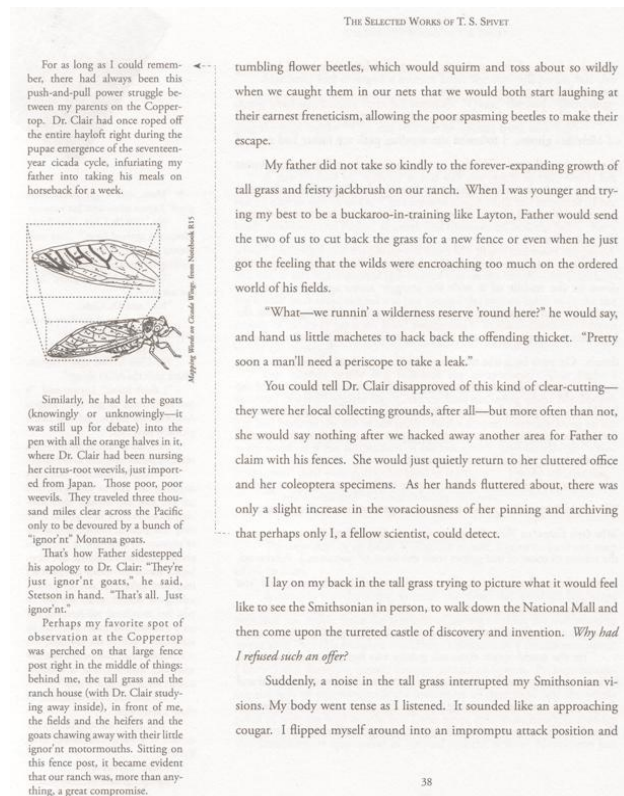 THE SELECTED WORKS OF T. S. SPIVET
For as long as I could remem-
ber, there had always been this
push-and-pull power struggle be-
tween my parents on the Copper-
top. Dr. Clair had once roped off
the entire hayloft right during the
pupae emergence of the seventeen-
year cicada cycle, infuriating my
father into taking his meals on
horseback for a week.
WHY
Mapping Words on Cicada Wings, from Notebook R15
Similarly, he had let the goats
(knowingly or unknowingly—it
was still up for debate) into the
pen with all the orange halves in it,
where Dr. Clair had been nursing
her citrus-root weevils, just import-
ed from Japan. Those poor, poor
weevils. They traveled three thou-
sand miles clear across the Pacific
only to be devoured by a bunch of
"ignor'nt" Montana goats.
That's how Father sidestepped
his apology to Dr. Clair: "They're
just ignor'nt goats," he said,
Stetson in hand. "That's all. Just
ignor'nt."
Perhaps my favorite spot of
observation at the Coppertop
was perched on that large fence
post right in the middle of things:
behind me, the tall grass and the
ranch house (with Dr. Clair study-
ing away inside), in front of me,
the fields and the heifers and the
goats chawing away with their little
ignor'nt motormouths. Sitting on
this fence post, it became evident
that our ranch was, more than any-
thing, a great compromise.
tumbling flower beetles, which would squirm and toss about so wildly
when we caught them in our nets that we would both start laughing at
their earnest freneticism, allowing the poor spasming beetles to make their
escape.
My father did not take so kindly to the forever-expanding growth of
tall grass and feisty jackbrush on our ranch. When I was younger and try-
ing my best to be a buckaroo-in-training like Layton, Father would send
the two of us to cut back the grass for a new fence or even when he just
got the feeling that the wilds were encroaching too much on the ordered
world of his fields.
"What—we runnin' a wilderness reserve 'round here?" he would say,
and hand us little machetes to hack back the offending thicket. "Pretty
soon a man'll need a periscope to take a leak."
You could tell Dr. Clair disapproved of this kind of clear-cutting—
they were her local collecting grounds, after all—but more often than not,
she would say nothing after we hacked away another area for Father to
claim with his fences. She would just quietly return to her cluttered office
and her coleoptera specimens. As her hands fluttered about, there was
only a slight increase in the voraciousness of her pinning and archiving
that perhaps only I, a fellow scientist, could detect.
I lay on my back in the tall grass trying to picture what it would feel
like to see the Smithsonian in person, to walk down the National Mall and
then come upon the turreted castle of discovery and invention. Why had
I refused such an offer?
Suddenly, a noise in the tall grass interrupted my Smithsonian vi-
sions. My body went tense as I listened. It sounded like an approaching
cougar. I flipped myself around into an impromptu attack position and
38